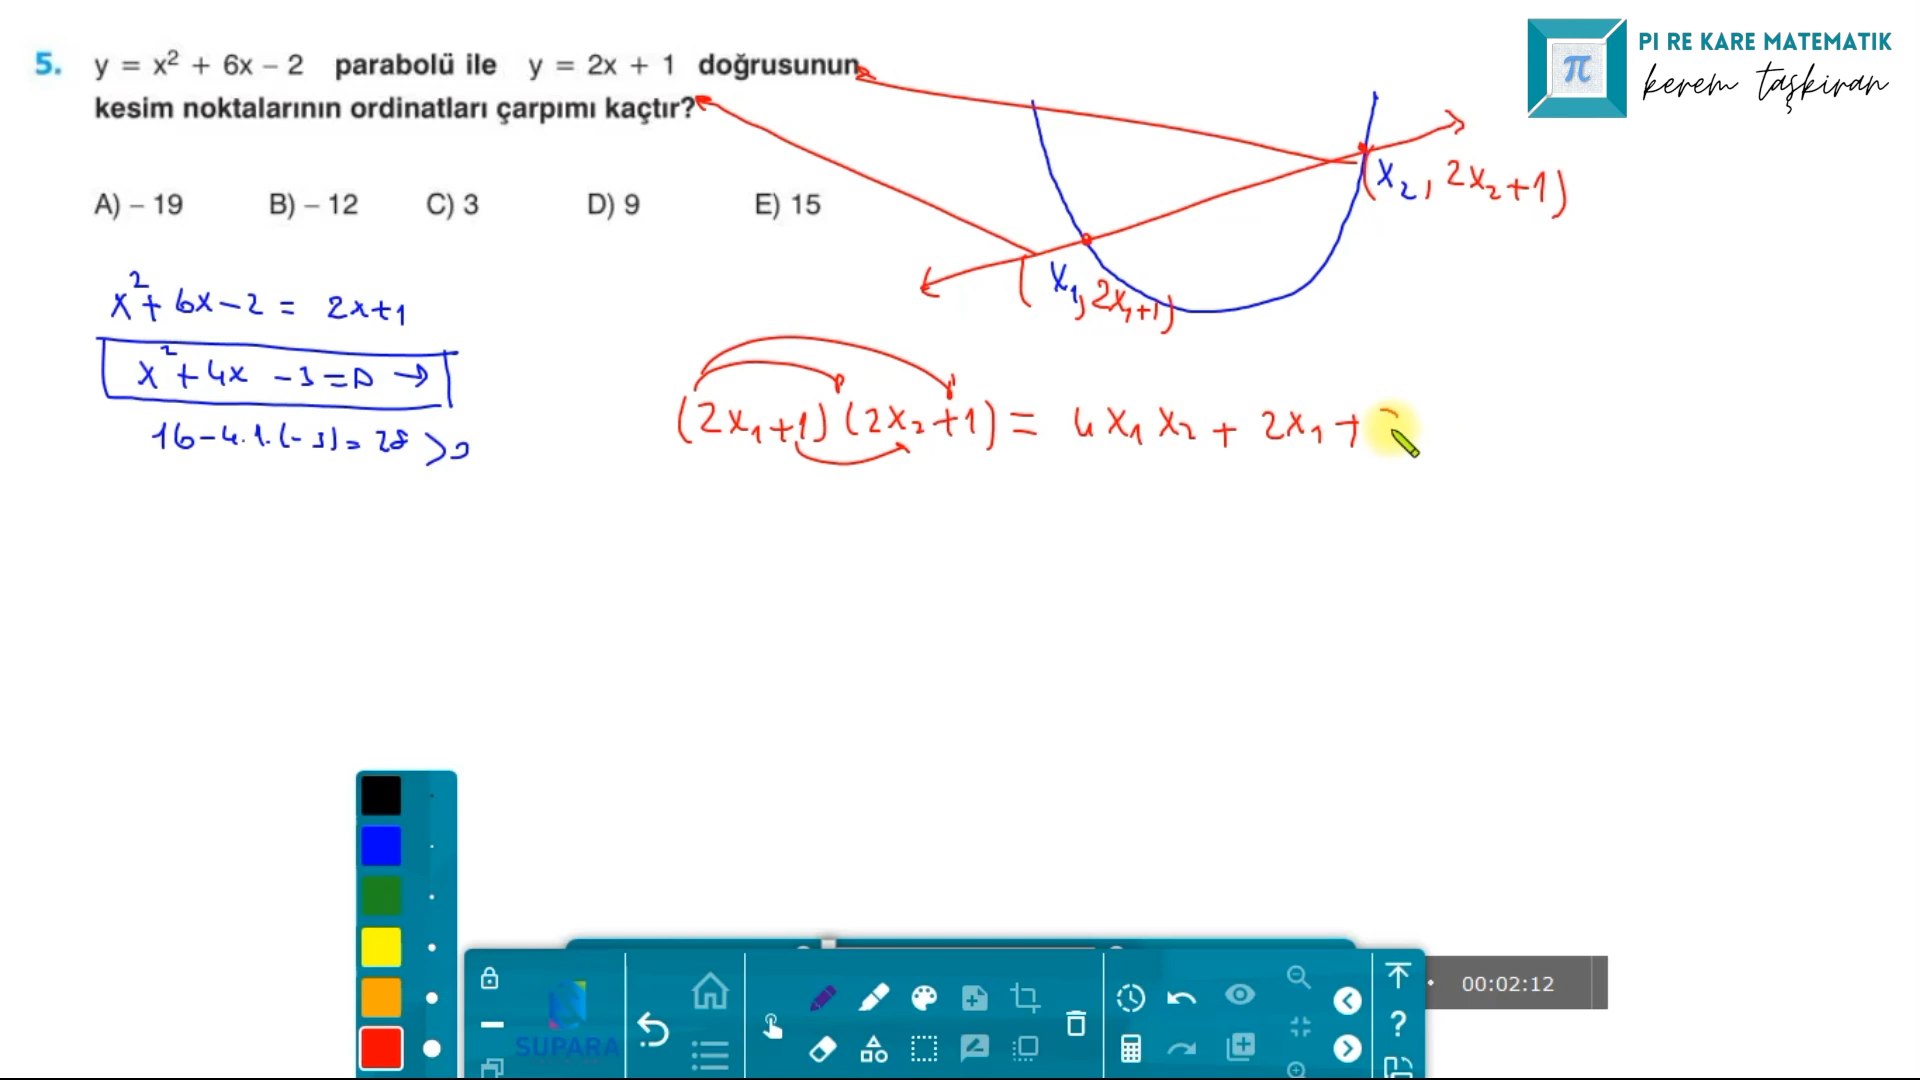 5. y = x² + 6x – 2 parabolü ile y = 2x + 1 doğrusunun
kesim noktalarının ordinatları çarpımı kaçtır?
A) – 19 B) – 12 C) 3 D) 9 E) 15
PI RE KARE MATEMATIK
kerem taşkiran
π
(x₂, 2x₂+1)
(x₁, 2x₁+1)
x²+6x-2 = 2x+1
x²+4x -3=0 →
16-4.1.(-3)=28 >0
(2x₁+1)(2x₂+1) = 4x₁x₂ + 2x₁ +
SUPARA
00:02:12
?